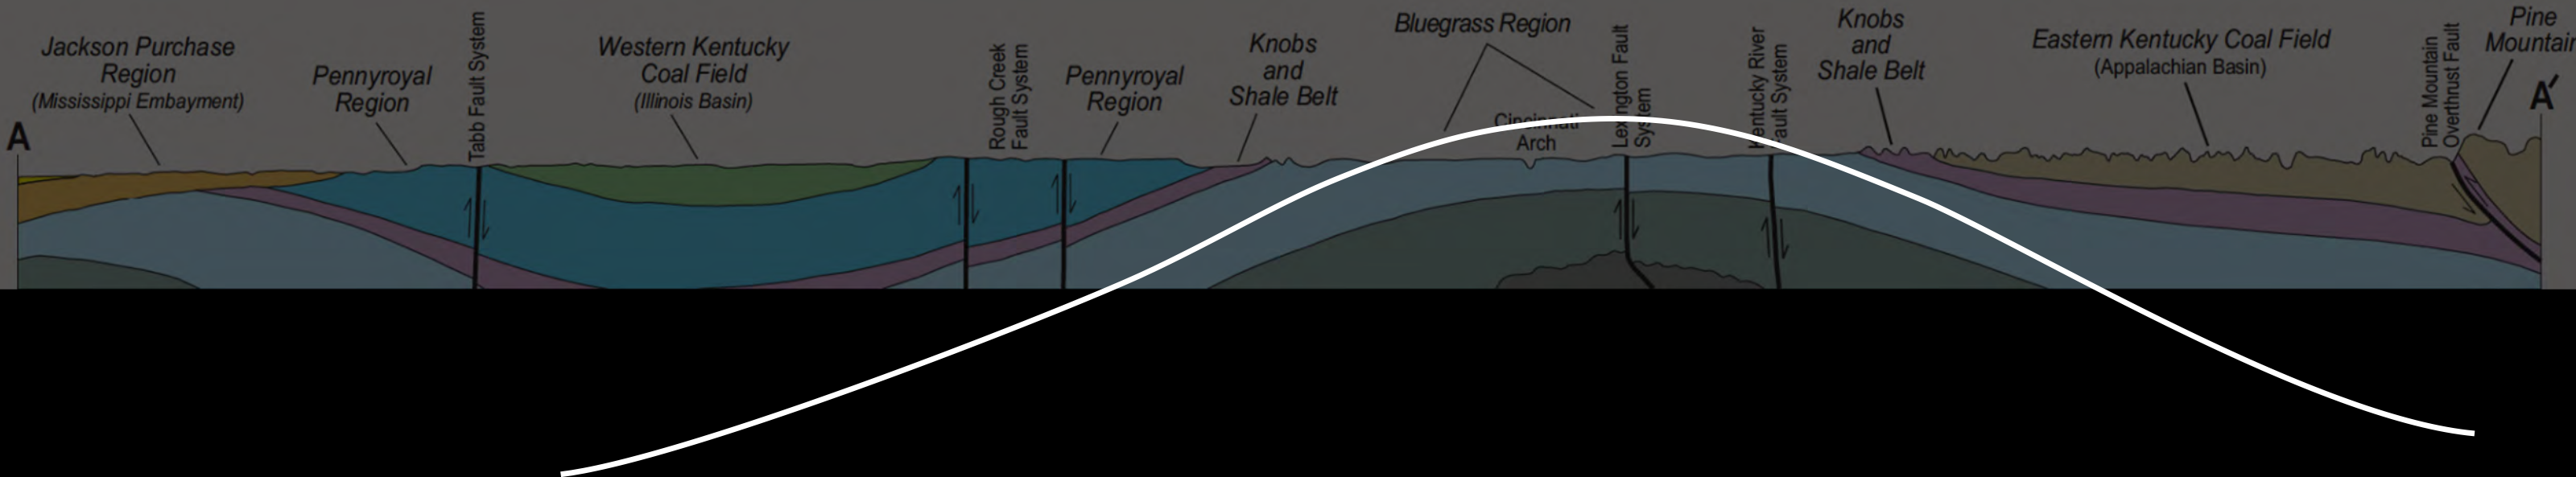 Jackson Purchase
Region
(Mississippi Embayment)
Pennyroyal
Region
Tabb Fault System
Western Kentucky
Coal Field
(Illinois Basin)
Rough Creek
Fault System
Pennyroyal
Region
Knobs
and
Shale Belt
Bluegrass Region
Cincinnati
Arch
Lexington Fault
System
Kentucky River
Fault System
Knobs
and
Shale Belt
Eastern Kentucky Coal Field
(Appalachian Basin)
Pine Mountain
Overthrust Fault
Pine
Mountain
A
A′